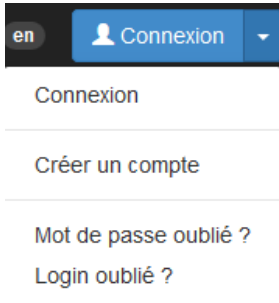 en Connexion
Connexion
Créer un compte
Mot de passe oublié ?
Login oublié ?